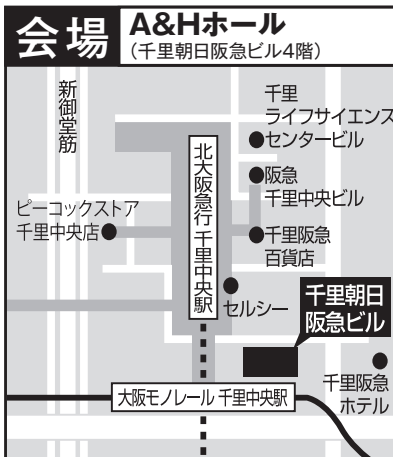 会場
A&Hホール
(千里朝日阪急ビル4階)
新御堂筋
千里
ライフサイエンス
センタービル
北大阪急行 千里中央駅
阪急
千里中央ビル
ピーコックストア
千里中央店
千里阪急
百貨店
セルシー
千里朝日
阪急ビル
千里阪急
ホテル
大阪モノレール 千里中央駅